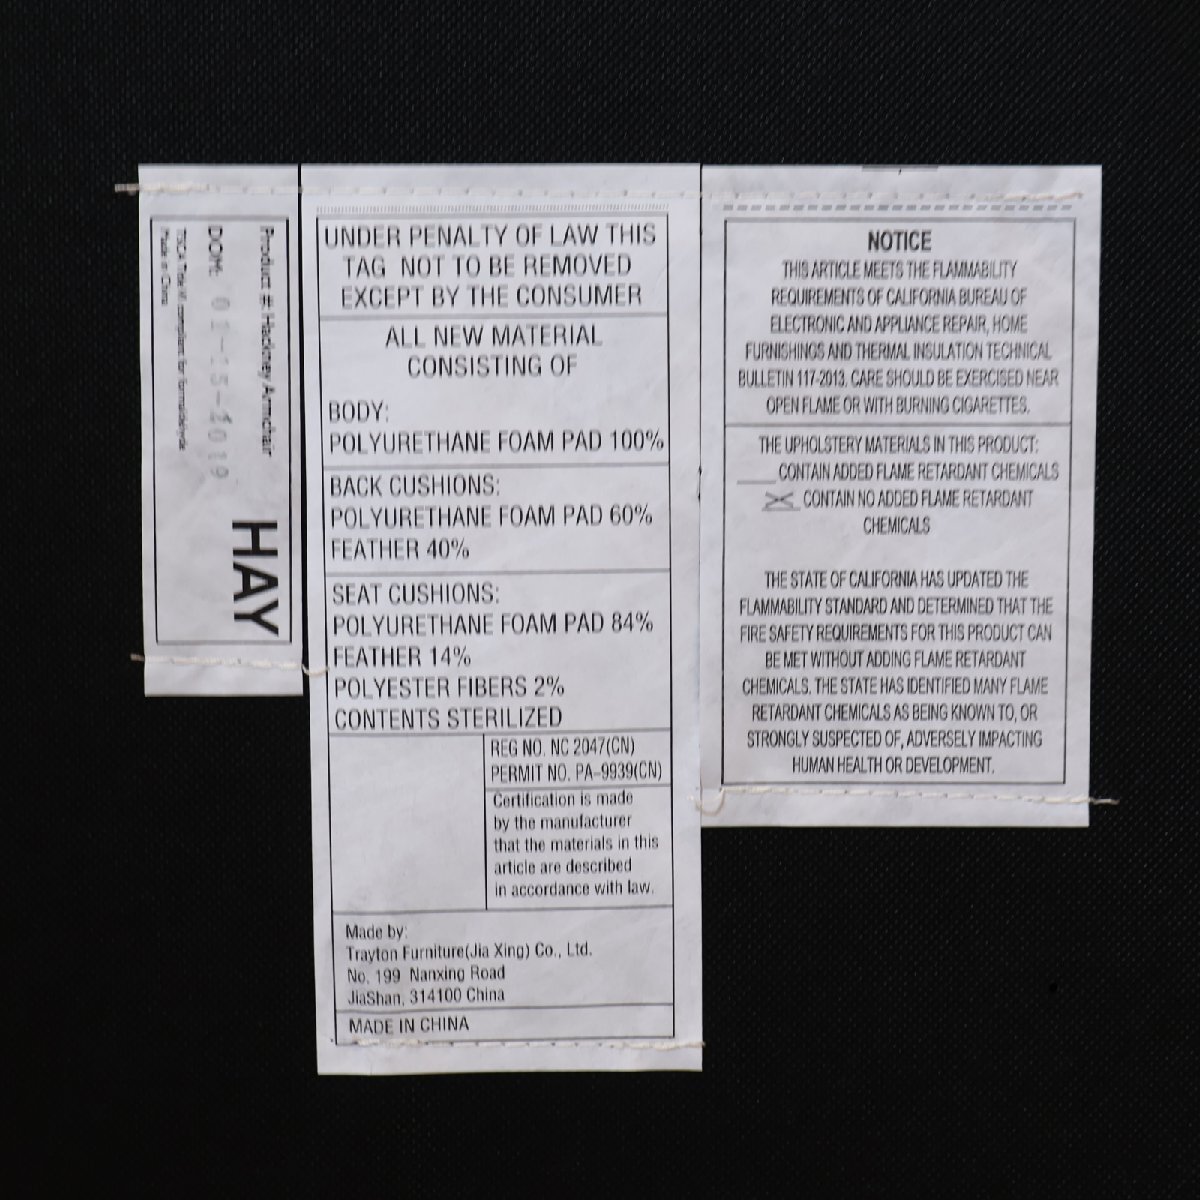 Product #: Hackney Armchair
DOM: 01-15-2019
TSCA Title VI compliant for formaldehyde
Made in China
HAY
UNDER PENALTY OF LAW THIS
TAG NOT TO BE REMOVED
EXCEPT BY THE CONSUMER
ALL NEW MATERIAL
CONSISTING OF
BODY:
POLYURETHANE FOAM PAD 100%
BACK CUSHIONS:
POLYURETHANE FOAM PAD 60%
FEATHER 40%
SEAT CUSHIONS:
POLYURETHANE FOAM PAD 84%
FEATHER 14%
POLYESTER FIBERS 2%
CONTENTS STERILIZED
REG NO. NC 2047(CN)
PERMIT NO. PA-9939(CN)
Certification is made
by the manufacturer
that the materials in this
article are described
in accordance with law.
Made by:
Trayton Furniture(Jia Xing) Co., Ltd.
No. 199 Nanxing Road
JiaShan, 314100 China
MADE IN CHINA
NOTICE
THIS ARTICLE MEETS THE FLAMMABILITY
REQUIREMENTS OF CALIFORNIA BUREAU OF
ELECTRONIC AND APPLIANCE REPAIR, HOME
FURNISHINGS AND THERMAL INSULATION TECHNICAL
BULLETIN 117-2013. CARE SHOULD BE EXERCISED NEAR
OPEN FLAME OR WITH BURNING CIGARETTES.
THE UPHOLSTERY MATERIALS IN THIS PRODUCT:
___CONTAIN ADDED FLAME RETARDANT CHEMICALS
_X_CONTAIN NO ADDED FLAME RETARDANT
CHEMICALS
THE STATE OF CALIFORNIA HAS UPDATED THE
FLAMMABILITY STANDARD AND DETERMINED THAT THE
FIRE SAFETY REQUIREMENTS FOR THIS PRODUCT CAN
BE MET WITHOUT ADDING FLAME RETARDANT
CHEMICALS. THE STATE HAS IDENTIFIED MANY FLAME
RETARDANT CHEMICALS AS BEING KNOWN TO, OR
STRONGLY SUSPECTED OF, ADVERSELY IMPACTING
HUMAN HEALTH OR DEVELOPMENT.